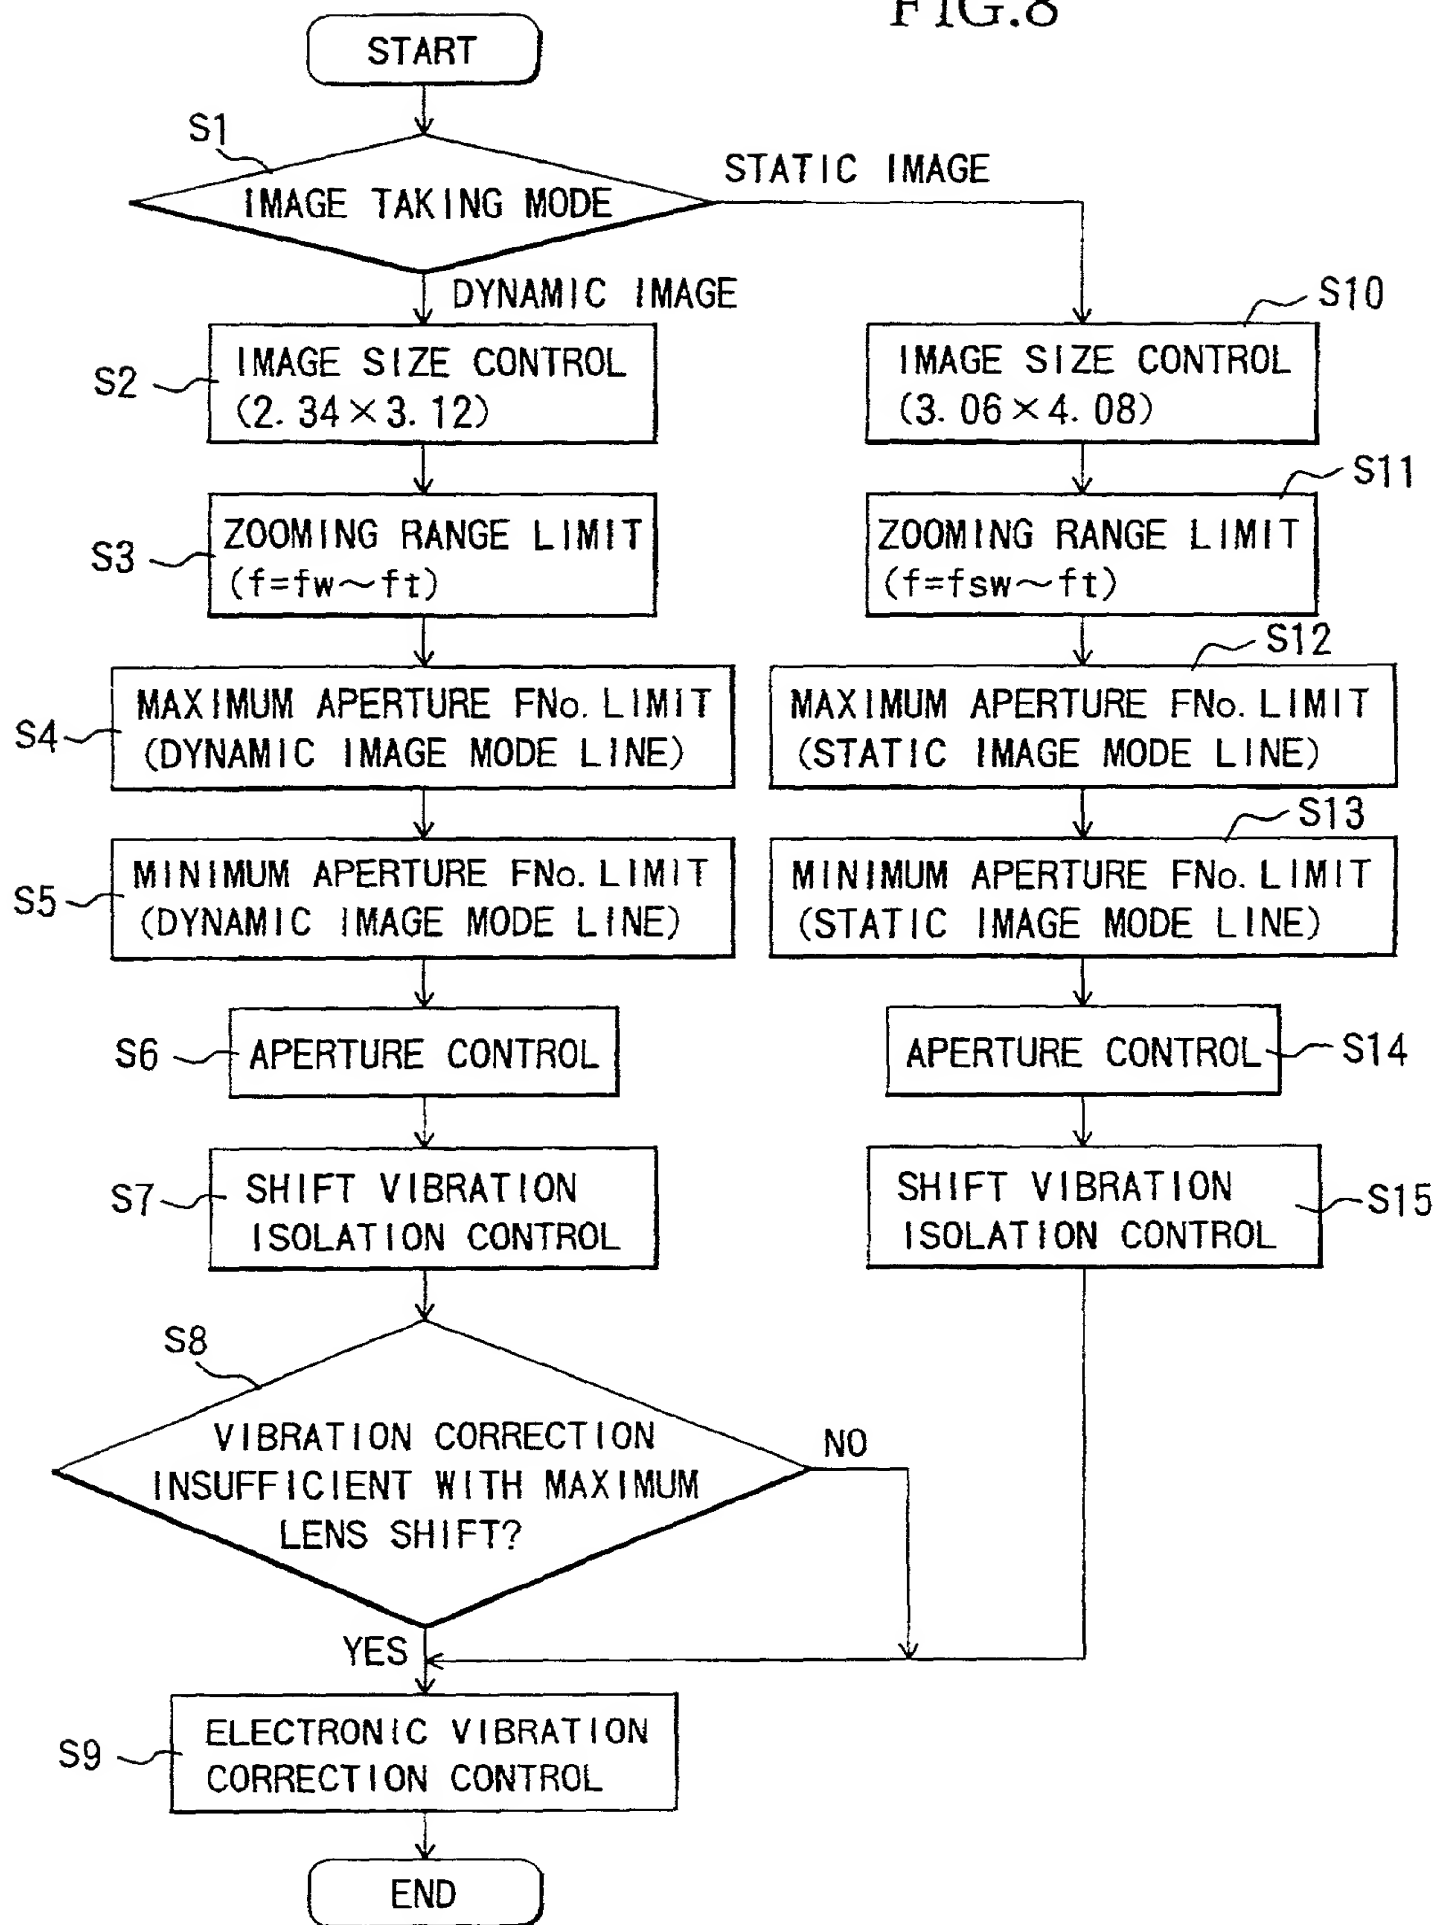 FIG.8
START
S1
IMAGE TAKING MODE
STATIC IMAGE
DYNAMIC IMAGE
S2
IMAGE SIZE CONTROL
(2.34×3.12)
S3
ZOOMING RANGE LIMIT
(f=fw~ft)
S4
MAXIMUM APERTURE FNo. LIMIT
(DYNAMIC IMAGE MODE LINE)
S5
MINIMUM APERTURE FNo. LIMIT
(DYNAMIC IMAGE MODE LINE)
S6
APERTURE CONTROL
S7
SHIFT VIBRATION
ISOLATION CONTROL
S8
VIBRATION CORRECTION
INSUFFICIENT WITH MAXIMUM
LENS SHIFT?
NO
YES
S9
ELECTRONIC VIBRATION
CORRECTION CONTROL
END
S10
IMAGE SIZE CONTROL
(3.06×4.08)
S11
ZOOMING RANGE LIMIT
(f=fsw~ft)
S12
MAXIMUM APERTURE FNo. LIMIT
(STATIC IMAGE MODE LINE)
S13
MINIMUM APERTURE FNo. LIMIT
(STATIC IMAGE MODE LINE)
S14
APERTURE CONTROL
S15
SHIFT VIBRATION
ISOLATION CONTROL